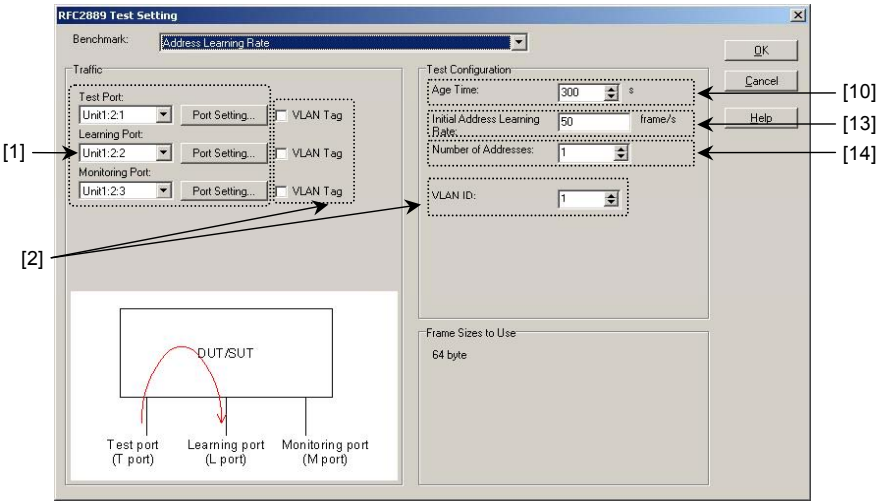 RFC2889 Test Setting
Benchmark: Address Learning Rate
OK
Cancel
Help
Traffic
Test Port:
Unit1:2:1 Port Setting... VLAN Tag
Learning Port:
Unit1:2:2 Port Setting... VLAN Tag
Monitoring Port:
Unit1:2:3 Port Setting... VLAN Tag
Test Configuration
Age Time: 300 s
Initial Address Learning
Rate: 50 frame/s
Number of Addresses: 1
VLAN ID: 1
[1]
[2]
[10]
[13]
[14]
DUT/SUT
Test port
(T port)
Learning port
(L port)
Monitoring port
(M port)
Frame Sizes to Use
64 byte